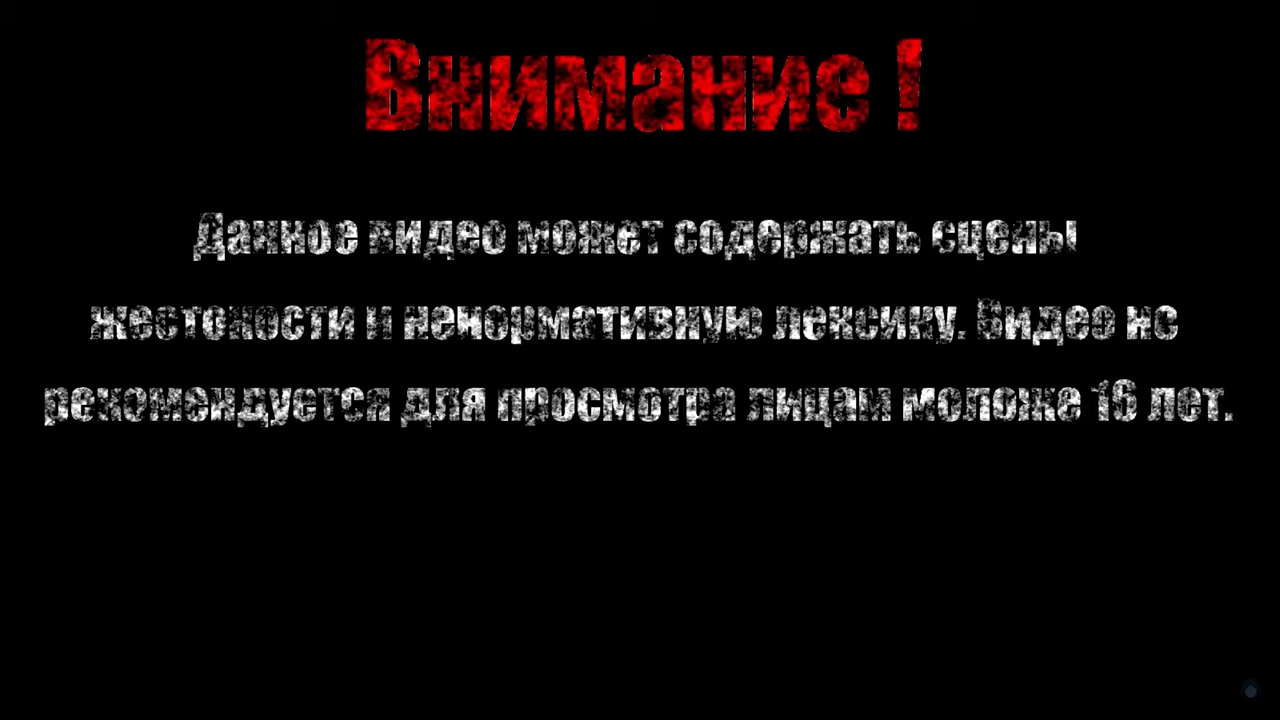 Внимание !
Данное видео может содержать сцены
жестокости и ненормативную лексику. Видео не
рекомендуется для просмотра лицам моложе 16 лет.